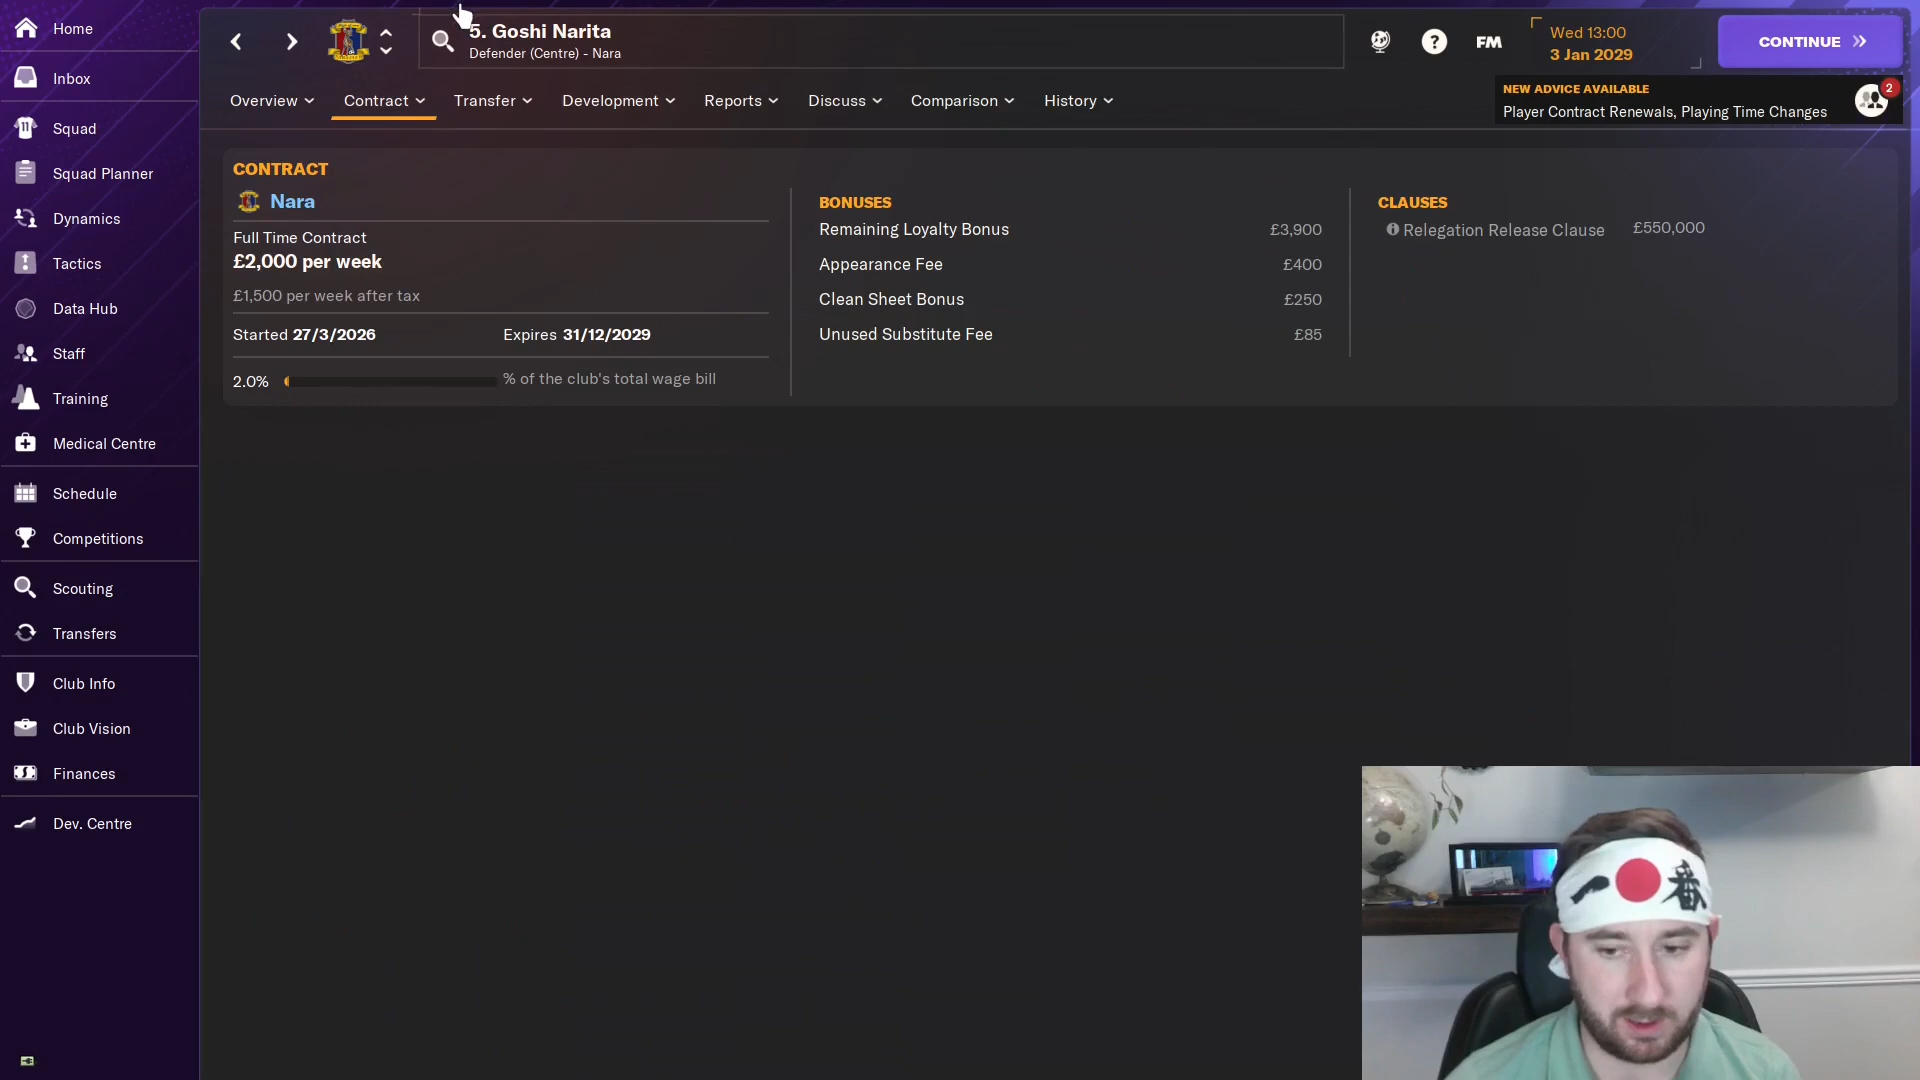 Home
Inbox
Squad
Squad Planner
Dynamics
Tactics
Data Hub
Staff
Training
Medical Centre
Schedule
Competitions
Scouting
Transfers
Club Info
Club Vision
Finances
Dev. Centre
5. Goshi Narita
Defender (Centre) - Nara
?
FM
Wed 13:00
3 Jan 2029
CONTINUE
Overview
Contract
Transfer
Development
Reports
Discuss
Comparison
History
NEW ADVICE AVAILABLE
Player Contract Renewals, Playing Time Changes
2
CONTRACT
Nara
Full Time Contract
£2,000 per week
£1,500 per week after tax
Started 27/3/2026 Expires 31/12/2029
2.0% % of the club's total wage bill
BONUSES
Remaining Loyalty Bonus £3,900
Appearance Fee £400
Clean Sheet Bonus £250
Unused Substitute Fee £85
CLAUSES
Relegation Release Clause £550,000
一番